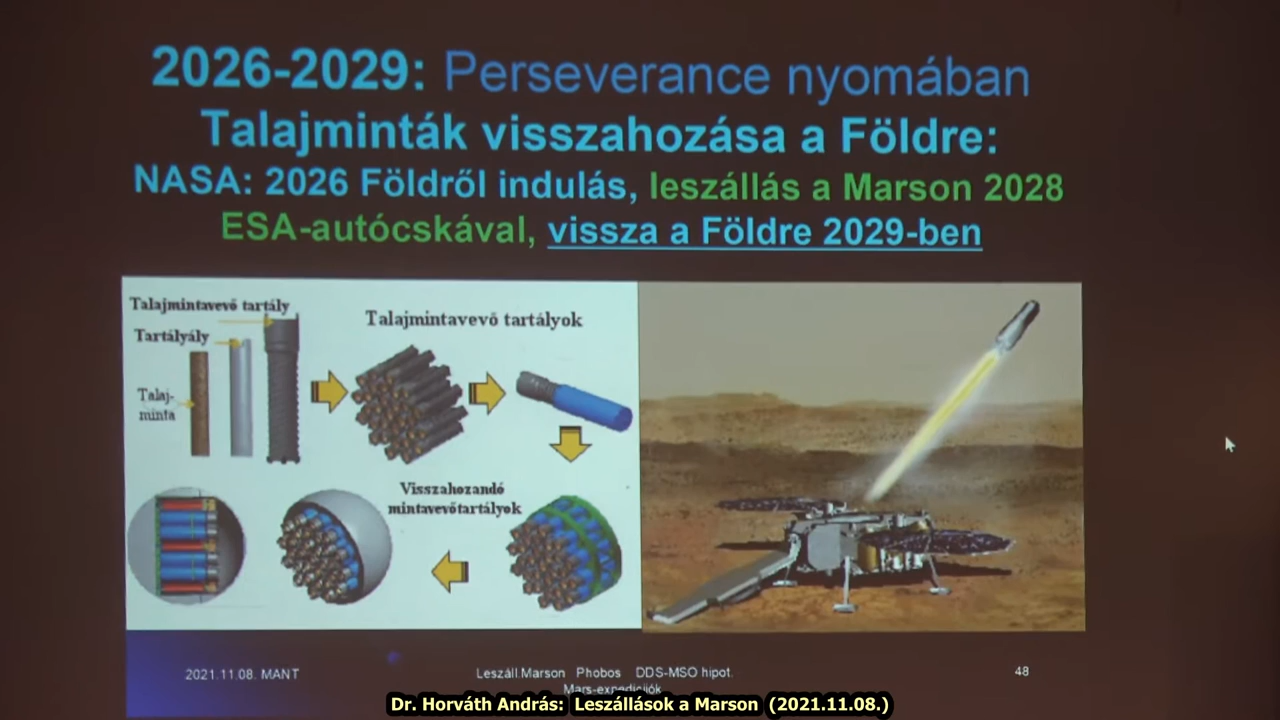 2026-2029: Perseverance nyomában
Talajminták visszahozása a Földre:
NASA: 2026 Földről indulás, leszállás a Marson 2028
ESA-autócskával, vissza a Földre 2029-ben
Talajmintavevő tartály
Tartályály
Talaj-
minta
Talajmintavevő tartályok
Visszahozandó
mintavevőtartályok
2021.11.08. MANT
Leszáll.Marson Phobos DDS-MSO hipot.
Mars-expedíciók
48
Dr. Horváth András: Leszállások a Marson (2021.11.08.)